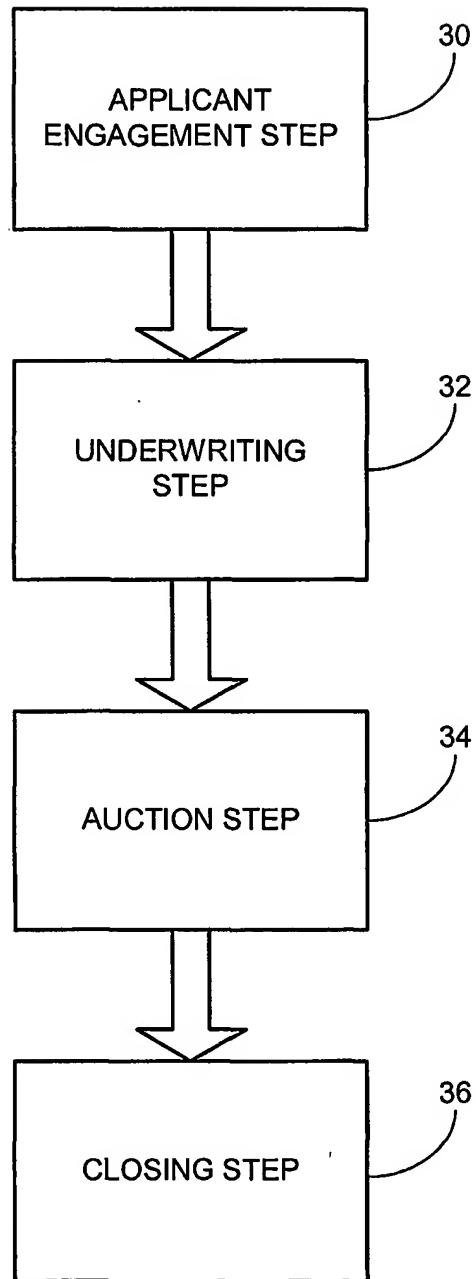 30
APPLICANT
ENGAGEMENT STEP
32
UNDERWRITING
STEP
34
AUCTION STEP
36
CLOSING STEP